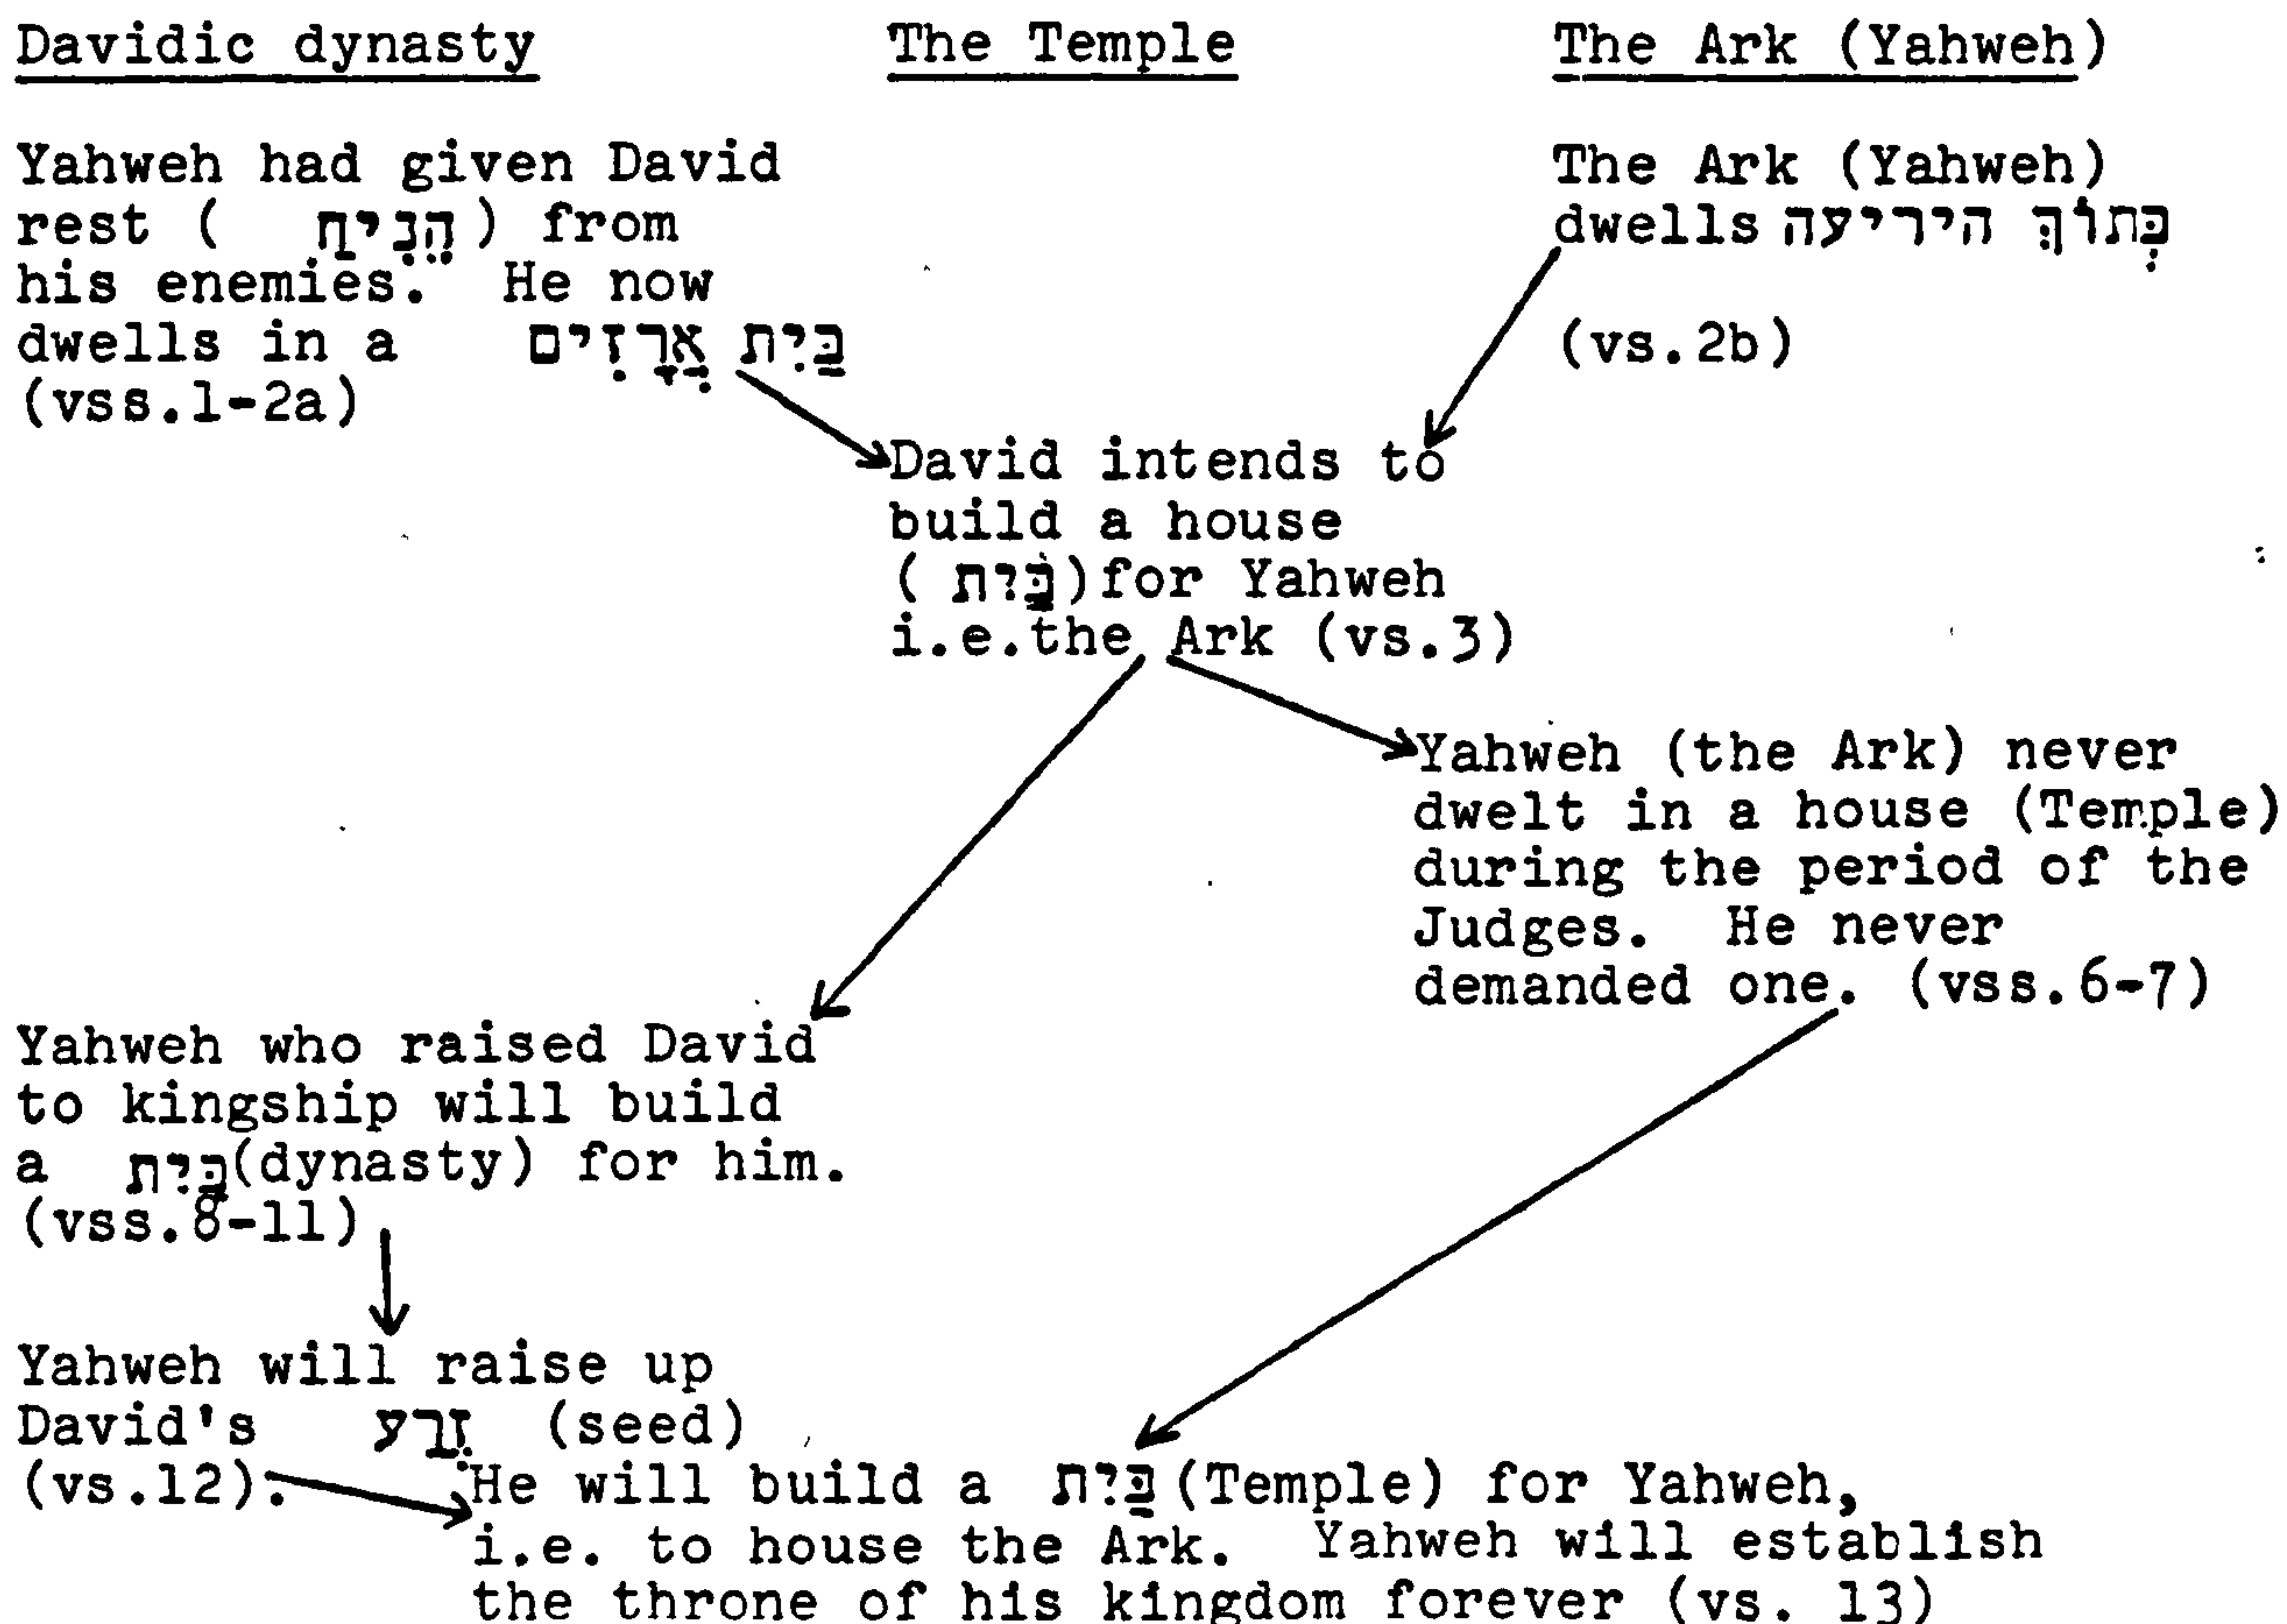 Davidic dynasty
The Temple
The Ark (Yahweh)
Yahweh had given David
rest ( הֵנִיחַ ) from
his enemies. He now
dwells in a בַּיִת אֲרָזִים
(vss.1-2a)
The Ark (Yahweh)
dwells בְּתוֹךְ היריעה
(vs.2b)
David intends to
build a house
( בַּיִת ) for Yahweh
i.e.the Ark (vs.3)
Yahweh (the Ark) never
dwelt in a house (Temple)
during the period of the
Judges. He never
demanded one. (vss.6-7)
Yahweh who raised David
to kingship will build
a בַּיִת (dynasty) for him.
(vss.8-11)
Yahweh will raise up
David's זֶרַע (seed)
(vs.12).
He will build a בַּיִת (Temple) for Yahweh,
i.e. to house the Ark. Yahweh will establish
the throne of his kingdom forever (vs. 13)